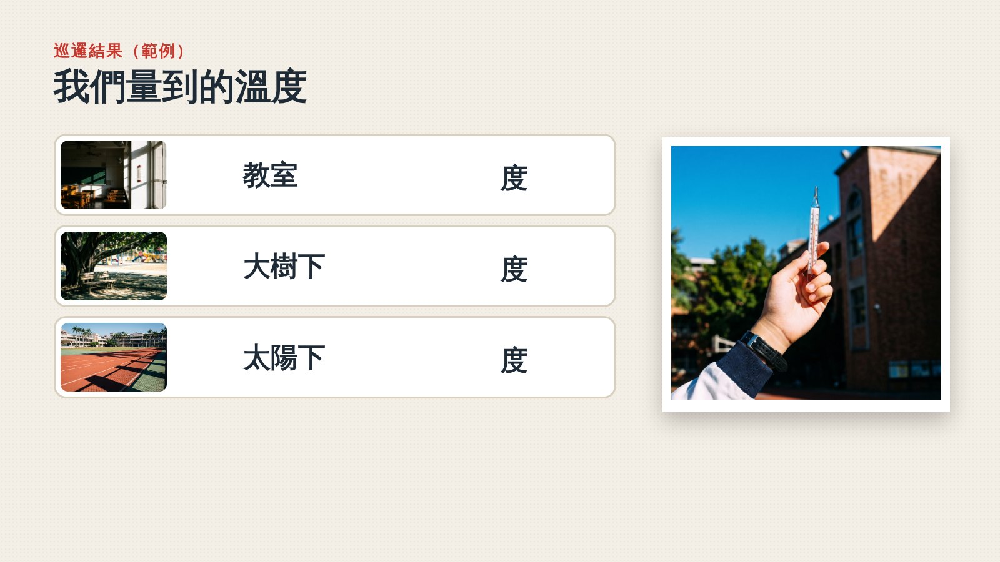 巡邏結果（範例）
我們量到的溫度
教室 度
大樹下 度
太陽下 度